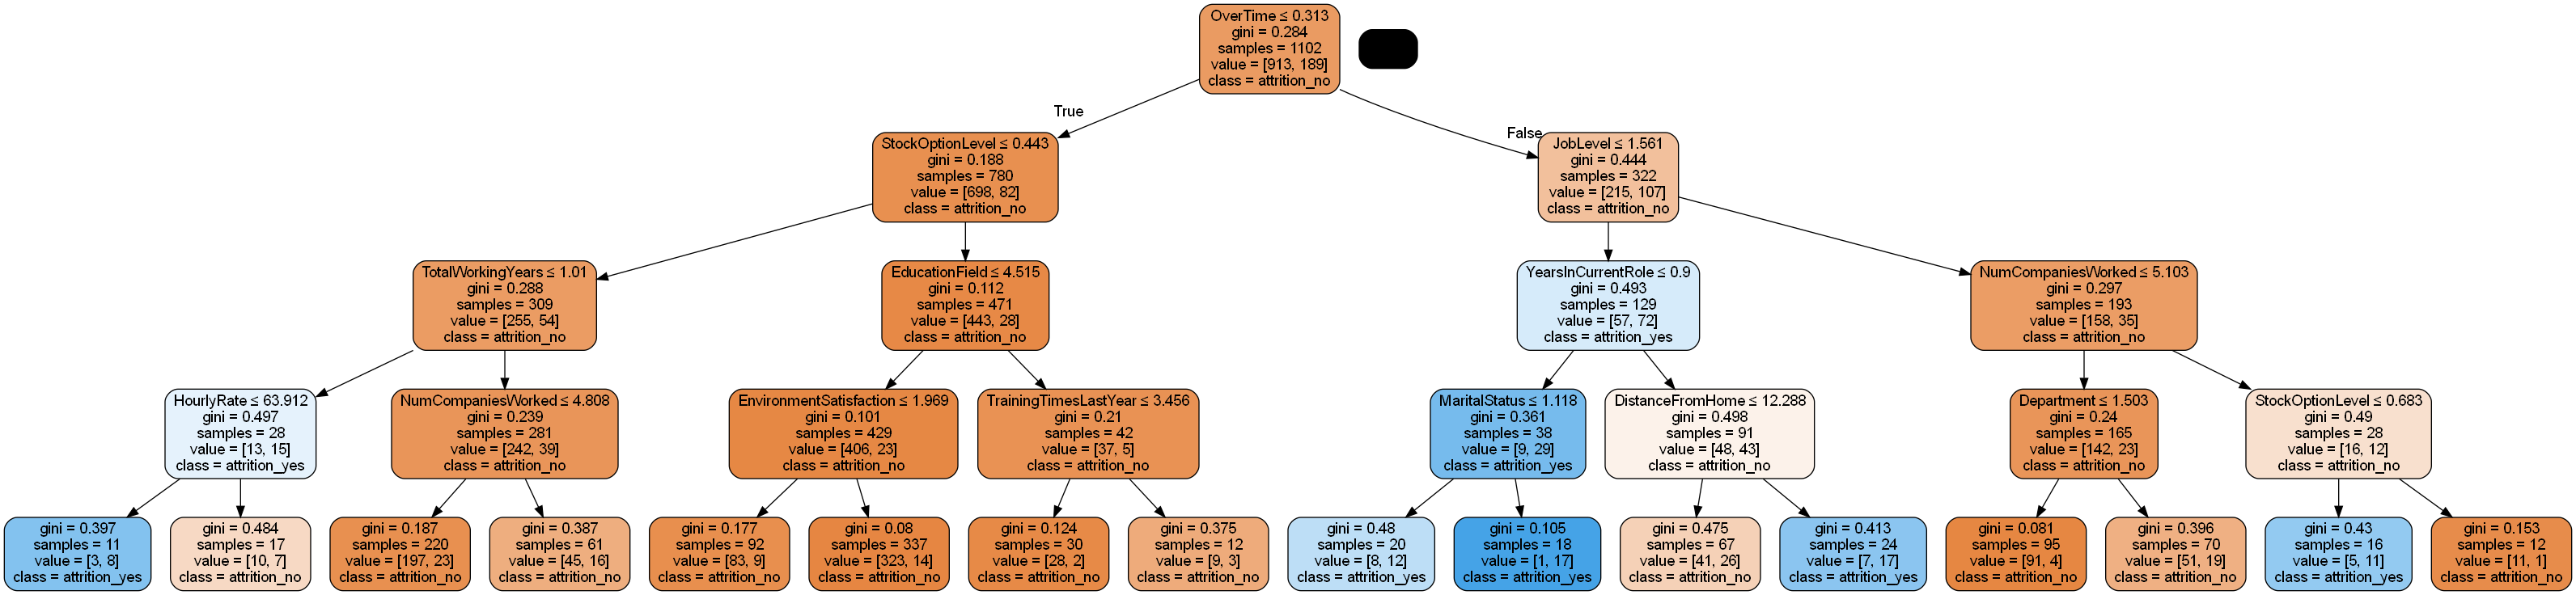 OverTime ≤ 0.313
gini = 0.284
samples = 1102
value = [913, 189]
class = attrition_no
True
False
StockOptionLevel ≤ 0.443
gini = 0.188
samples = 780
value = [698, 82]
class = attrition_no
JobLevel ≤ 1.561
gini = 0.444
samples = 322
value = [215, 107]
class = attrition_no
TotalWorkingYears ≤ 1.01
gini = 0.288
samples = 309
value = [255, 54]
class = attrition_no
EducationField ≤ 4.515
gini = 0.112
samples = 471
value = [443, 28]
class = attrition_no
YearsInCurrentRole ≤ 0.9
gini = 0.493
samples = 129
value = [57, 72]
class = attrition_yes
NumCompaniesWorked ≤ 5.103
gini = 0.297
samples = 193
value = [158, 35]
class = attrition_no
HourlyRate ≤ 63.912
gini = 0.497
samples = 28
value = [13, 15]
class = attrition_yes
NumCompaniesWorked ≤ 4.808
gini = 0.239
samples = 281
value = [242, 39]
class = attrition_no
EnvironmentSatisfaction ≤ 1.969
gini = 0.101
samples = 429
value = [406, 23]
class = attrition_no
TrainingTimesLastYear ≤ 3.456
gini = 0.21
samples = 42
value = [37, 5]
class = attrition_no
MaritalStatus ≤ 1.118
gini = 0.361
samples = 38
value = [9, 29]
class = attrition_yes
DistanceFromHome ≤ 12.288
gini = 0.498
samples = 91
value = [48, 43]
class = attrition_no
Department ≤ 1.503
gini = 0.24
samples = 165
value = [142, 23]
class = attrition_no
StockOptionLevel ≤ 0.683
gini = 0.49
samples = 28
value = [16, 12]
class = attrition_no
gini = 0.397
samples = 11
value = [3, 8]
class = attrition_yes
gini = 0.484
samples = 17
value = [10, 7]
class = attrition_no
gini = 0.187
samples = 220
value = [197, 23]
class = attrition_no
gini = 0.387
samples = 61
value = [45, 16]
class = attrition_no
gini = 0.177
samples = 92
value = [83, 9]
class = attrition_no
gini = 0.08
samples = 337
value = [323, 14]
class = attrition_no
gini = 0.124
samples = 30
value = [28, 2]
class = attrition_no
gini = 0.375
samples = 12
value = [9, 3]
class = attrition_no
gini = 0.48
samples = 20
value = [8, 12]
class = attrition_yes
gini = 0.105
samples = 18
value = [1, 17]
class = attrition_yes
gini = 0.475
samples = 67
value = [41, 26]
class = attrition_no
gini = 0.413
samples = 24
value = [7, 17]
class = attrition_yes
gini = 0.081
samples = 95
value = [91, 4]
class = attrition_no
gini = 0.396
samples = 70
value = [51, 19]
class = attrition_no
gini = 0.43
samples = 16
value = [5, 11]
class = attrition_yes
gini = 0.153
samples = 12
value = [11, 1]
class = attrition_no